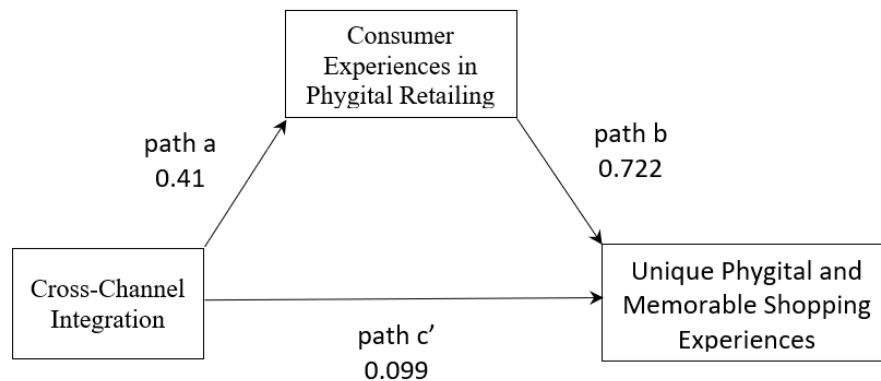 Consumer
Experiences in
Phygital Retailing
path a
0.41
path b
0.722
Cross-Channel
Integration
path c’
0.099
Unique Phygital and
Memorable Shopping
Experiences